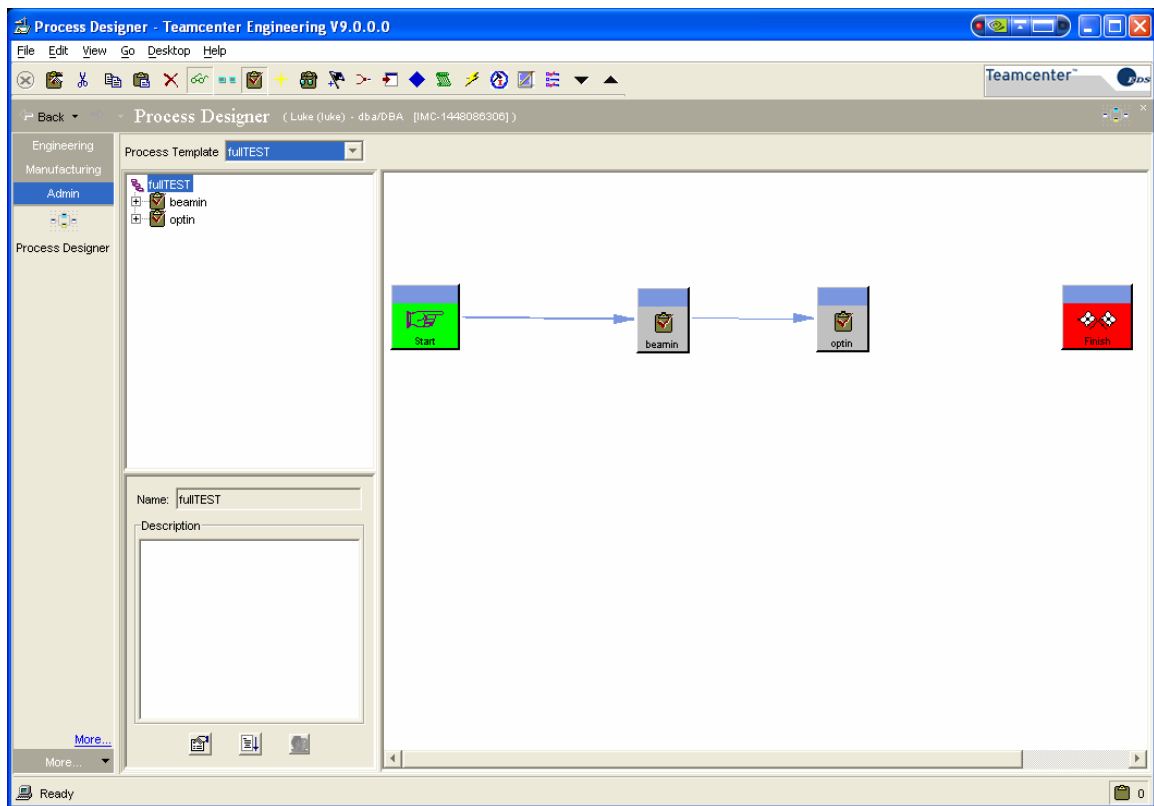 Process Designer - Teamcenter Engineering V9.0.0.0
File Edit View Go Desktop Help
Teamcenter™
EDS
Back
Process Designer ( Luke (luke) - dba/DBA [IMC-1448086306] )
Engineering
Manufacturing
Admin
Process Designer
Process Template fullTEST
fullTEST
beamin
optin
Start
beamin
optin
Finish
Name: fullTEST
Description
More...
More...
Ready
0